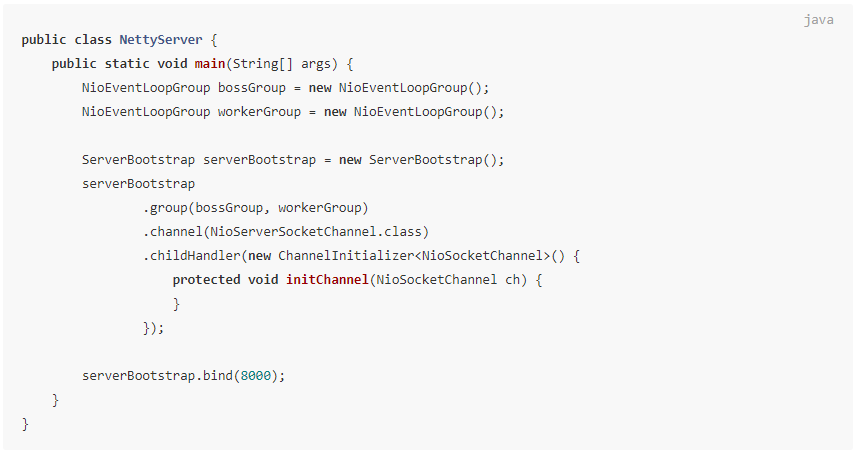 java
public class NettyServer {
    public static void main(String[] args) {
        NioEventLoopGroup bossGroup = new NioEventLoopGroup();
        NioEventLoopGroup workerGroup = new NioEventLoopGroup();

        ServerBootstrap serverBootstrap = new ServerBootstrap();
        serverBootstrap
                .group(bossGroup, workerGroup)
                .channel(NioServerSocketChannel.class)
                .childHandler(new ChannelInitializer<NioSocketChannel>() {
                    protected void initChannel(NioSocketChannel ch) {
                    }
                });

        serverBootstrap.bind(8000);
    }
}